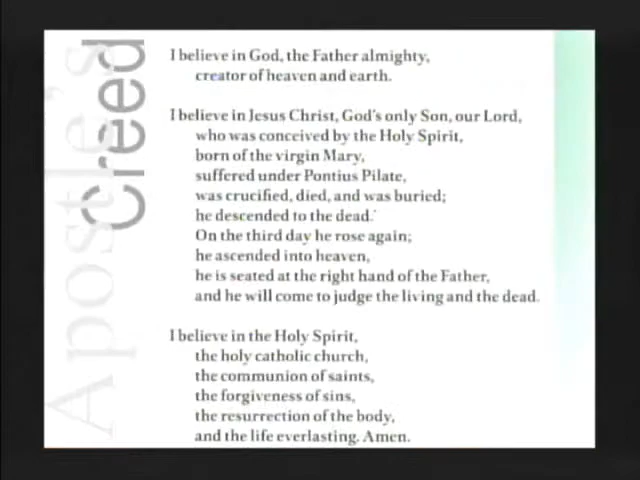 Apostle's
Creed
I believe in God, the Father almighty,
creator of heaven and earth.
I believe in Jesus Christ, God's only Son, our Lord,
who was conceived by the Holy Spirit,
born of the virgin Mary,
suffered under Pontius Pilate,
was crucified, died, and was buried;
he descended to the dead.*
On the third day he rose again;
he ascended into heaven,
he is seated at the right hand of the Father,
and he will come to judge the living and the dead.
I believe in the Holy Spirit,
the holy catholic church,
the communion of saints,
the forgiveness of sins,
the resurrection of the body,
and the life everlasting. Amen.